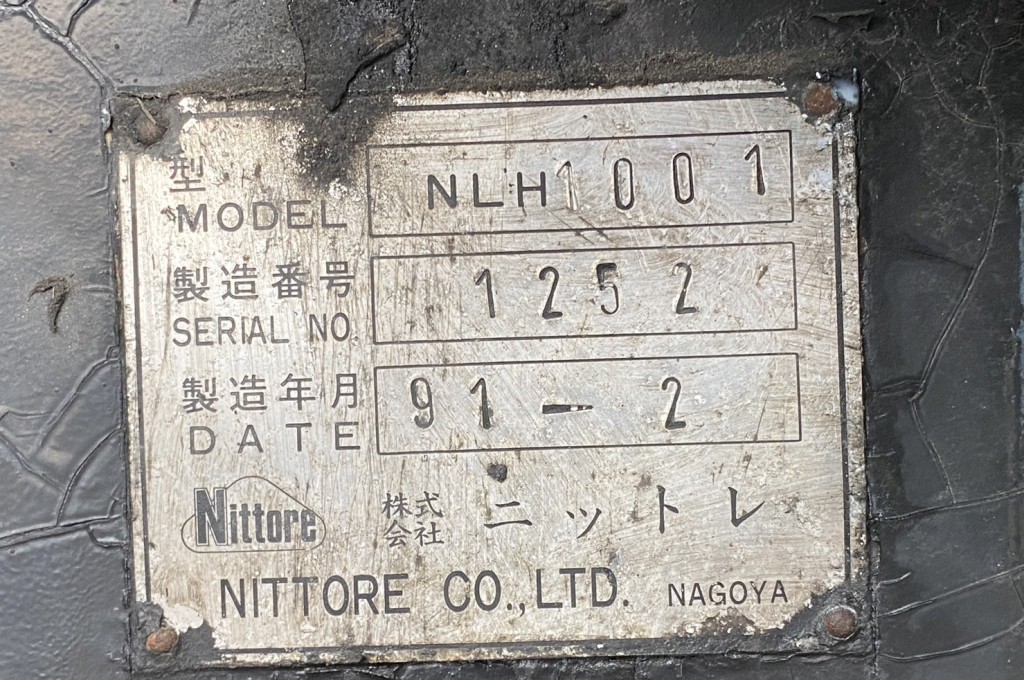 型
MODEL NLH1001
製造番号
SERIAL NO. 1252
製造年月
DATE 91-2
Nittore 株式会社 ニットレ
NITTORE CO.,LTD. NAGOYA